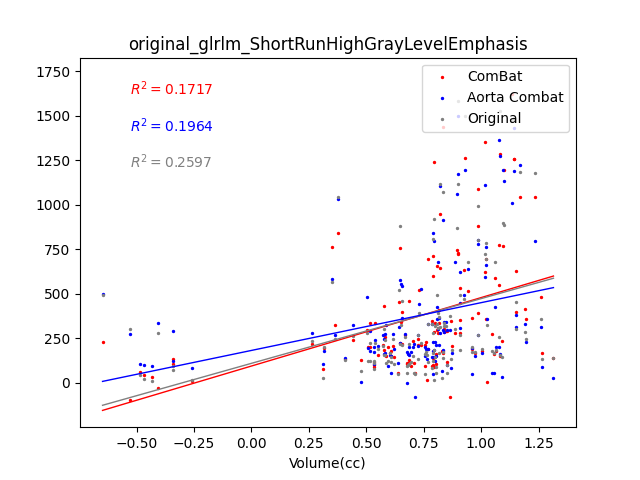 original_glrlm_ShortRunHighGrayLevelEmphasis
1750
1500
1250
1000
750
500
250
0
R² = 0.1717
R² = 0.1964
R² = 0.2597
ComBat
Aorta Combat
Original
−0.50 −0.25 0.00 0.25 0.50 0.75 1.00 1.25
Volume(cc)